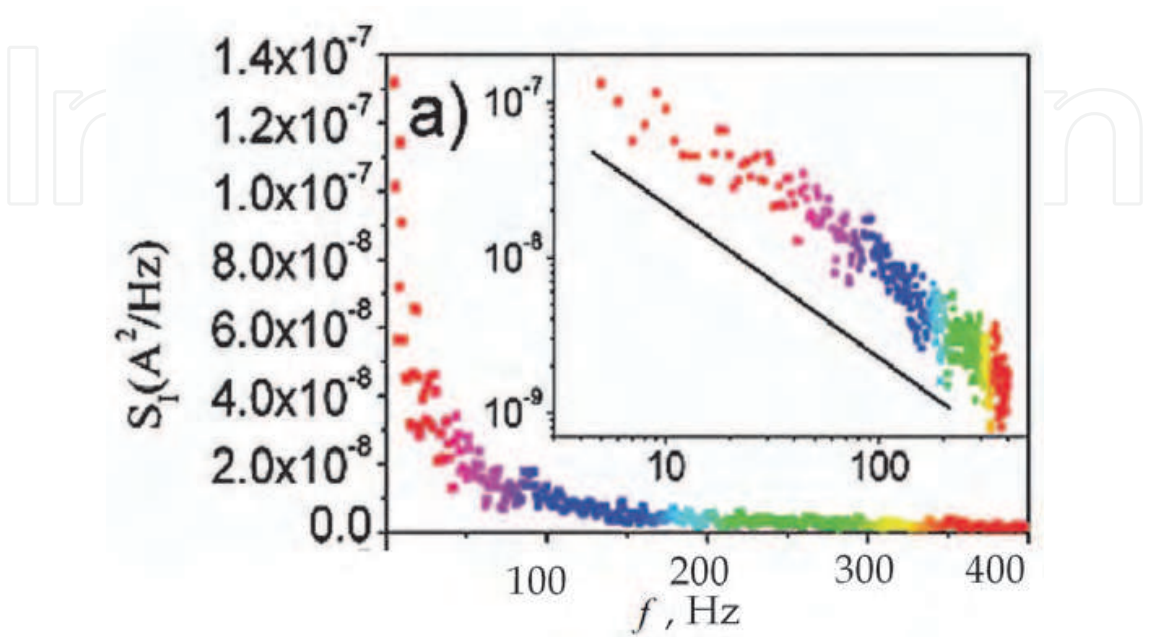 1.4x10⁻⁷
1.2x10⁻⁷
1.0x10⁻⁷
8.0x10⁻⁸
6.0x10⁻⁸
4.0x10⁻⁸
2.0x10⁻⁸
0.0
S_I(A²/Hz)
a)
10⁻⁷
10⁻⁸
10⁻⁹
10 100
100 200 300 400
f , Hz